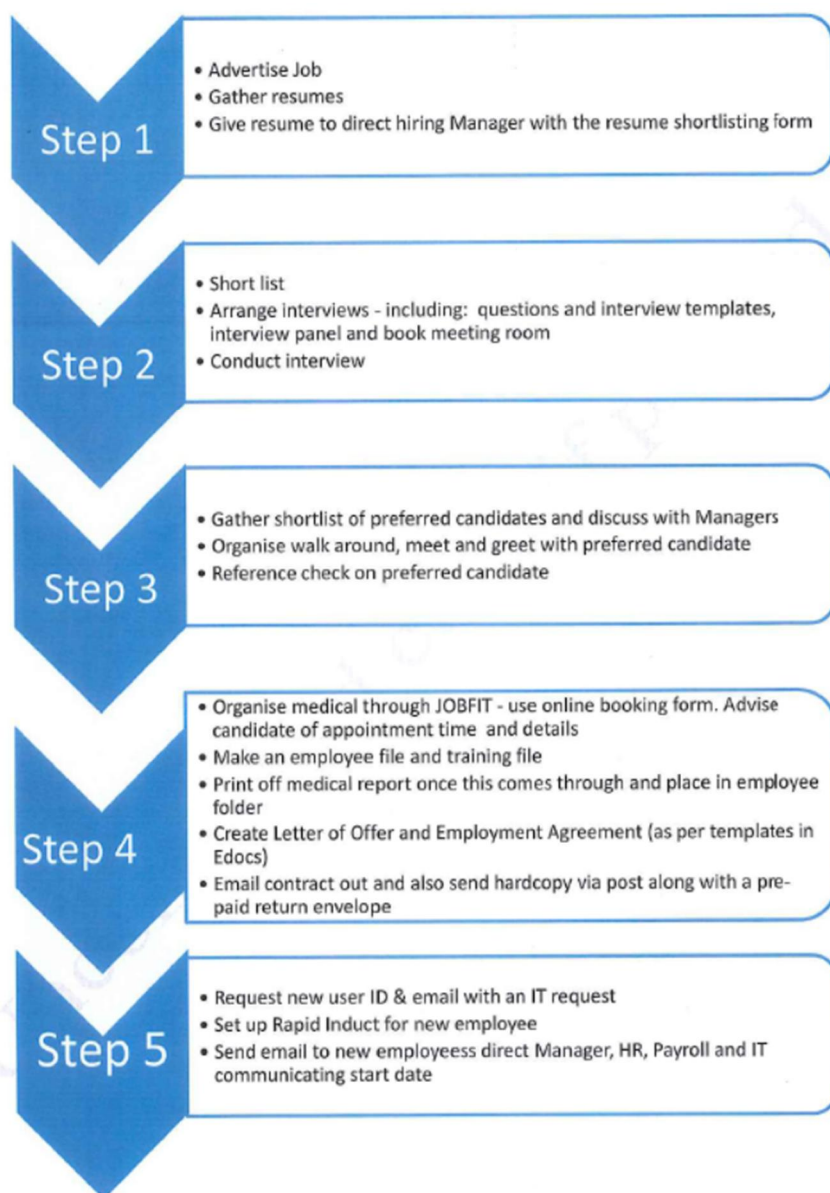 Step 1
• Advertise Job
• Gather resumes
• Give resume to direct hiring Manager with the resume shortlisting form
Step 2
• Short list
• Arrange interviews - including: questions and interview templates,
interview panel and book meeting room
• Conduct interview
Step 3
• Gather shortlist of preferred candidates and discuss with Managers
• Organise walk around, meet and greet with preferred candidate
• Reference check on preferred candidate
Step 4
• Organise medical through JOBFIT - use online booking form. Advise
candidate of appointment time and details
• Make an employee file and training file
• Print off medical report once this comes through and place in employee
folder
• Create Letter of Offer and Employment Agreement (as per templates in
Edocs)
• Email contract out and also send hardcopy via post along with a pre-
paid return envelope
Step 5
• Request new user ID & email with an IT request
• Set up Rapid Induct for new employee
• Send email to new employeess direct Manager, HR, Payroll and IT
communicating start date